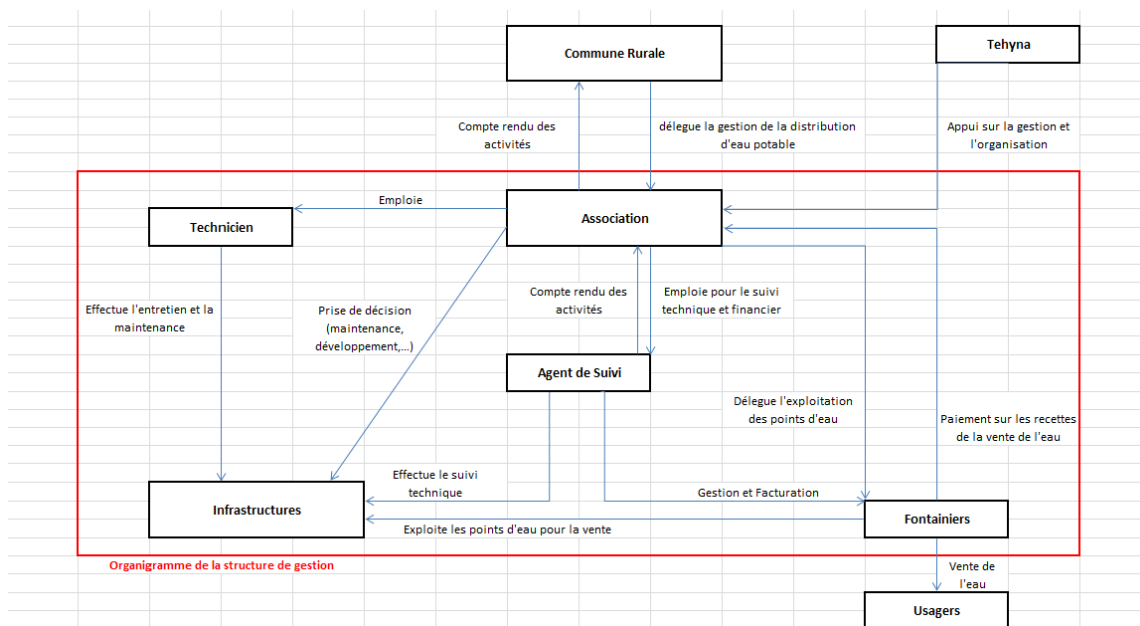 Commune Rurale
Tehyna
Compte rendu des
activités
délegue la gestion de la distribution
d'eau potable
Appui sur la gestion et
l'organisation
Emploie
Association
Technicien
Effectue l'entretien et la
maintenance
Prise de décision
(maintenance,
développement,...)
Compte rendu des
activités
Emploie pour le suivi
technique et financier
Agent de Suivi
Délegue l'exploitation
des points d'eau
Paiement sur les recettes
de la vente de l'eau
Effectue le suivi
technique
Gestion et Facturation
Infrastructures
Exploite les points d'eau pour la vente
Fontainiers
Organigramme de la structure de gestion
Vente de
l'eau
Usagers